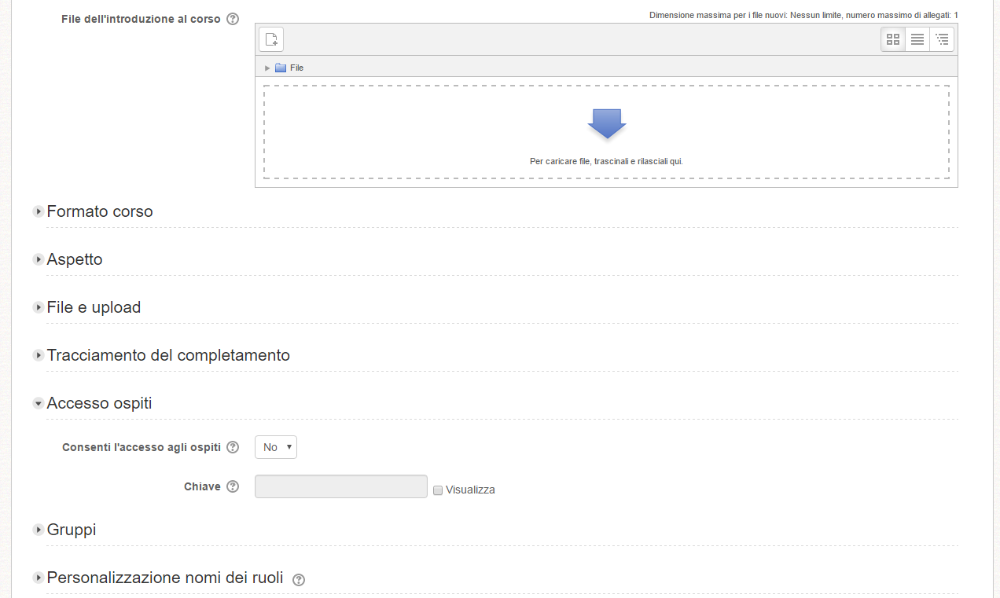 Dimensione massima per i file nuovi: Nessun limite, numero massimo di allegati: 1
File dell'introduzione al corso
File
Per caricare file, trascinali e rilasciali qui.
Formato corso
Aspetto
File e upload
Tracciamento del completamento
Accesso ospiti
Consenti l'accesso agli ospiti No
Chiave Visualizza
Gruppi
Personalizzazione nomi dei ruoli